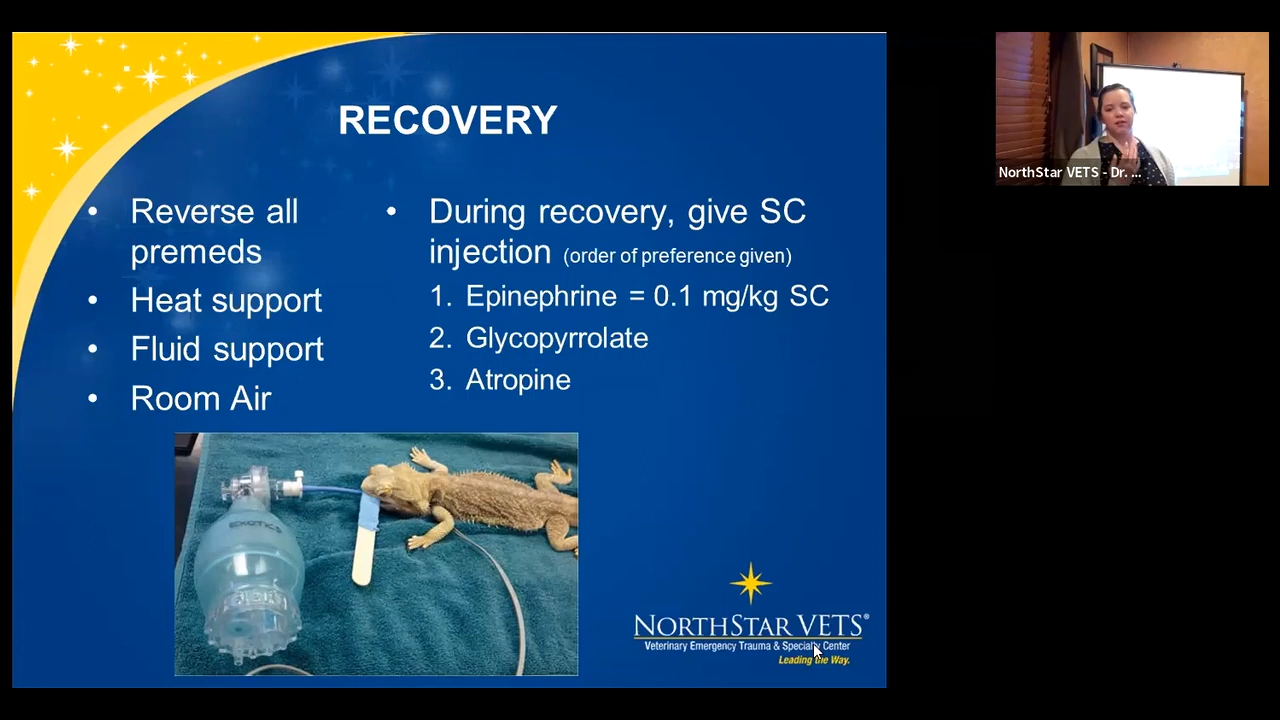 RECOVERY
• Reverse all
premeds
• Heat support
• Fluid support
• Room Air
• During recovery, give SC
injection (order of preference given)
1. Epinephrine = 0.1 mg/kg SC
2. Glycopyrrolate
3. Atropine
EXOTICS
NORTHSTAR VETS®
Veterinary Emergency Trauma & Specialty Center
Leading the Way.
NorthStar VETS - Dr. ...